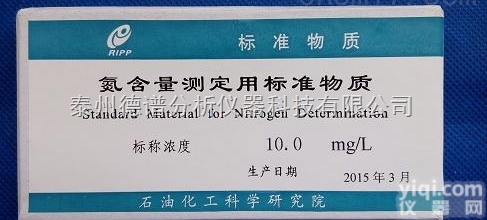 RIPP
标准物质
氮含量测定用标准物质
泰州德谱分析仪器科技有限公司
Standard Material for Nitrogen Determination
标称浓度 10.0 mg/L
生产日期 2015年3月
石油化工科学研究院
yiqi.com
仪器网